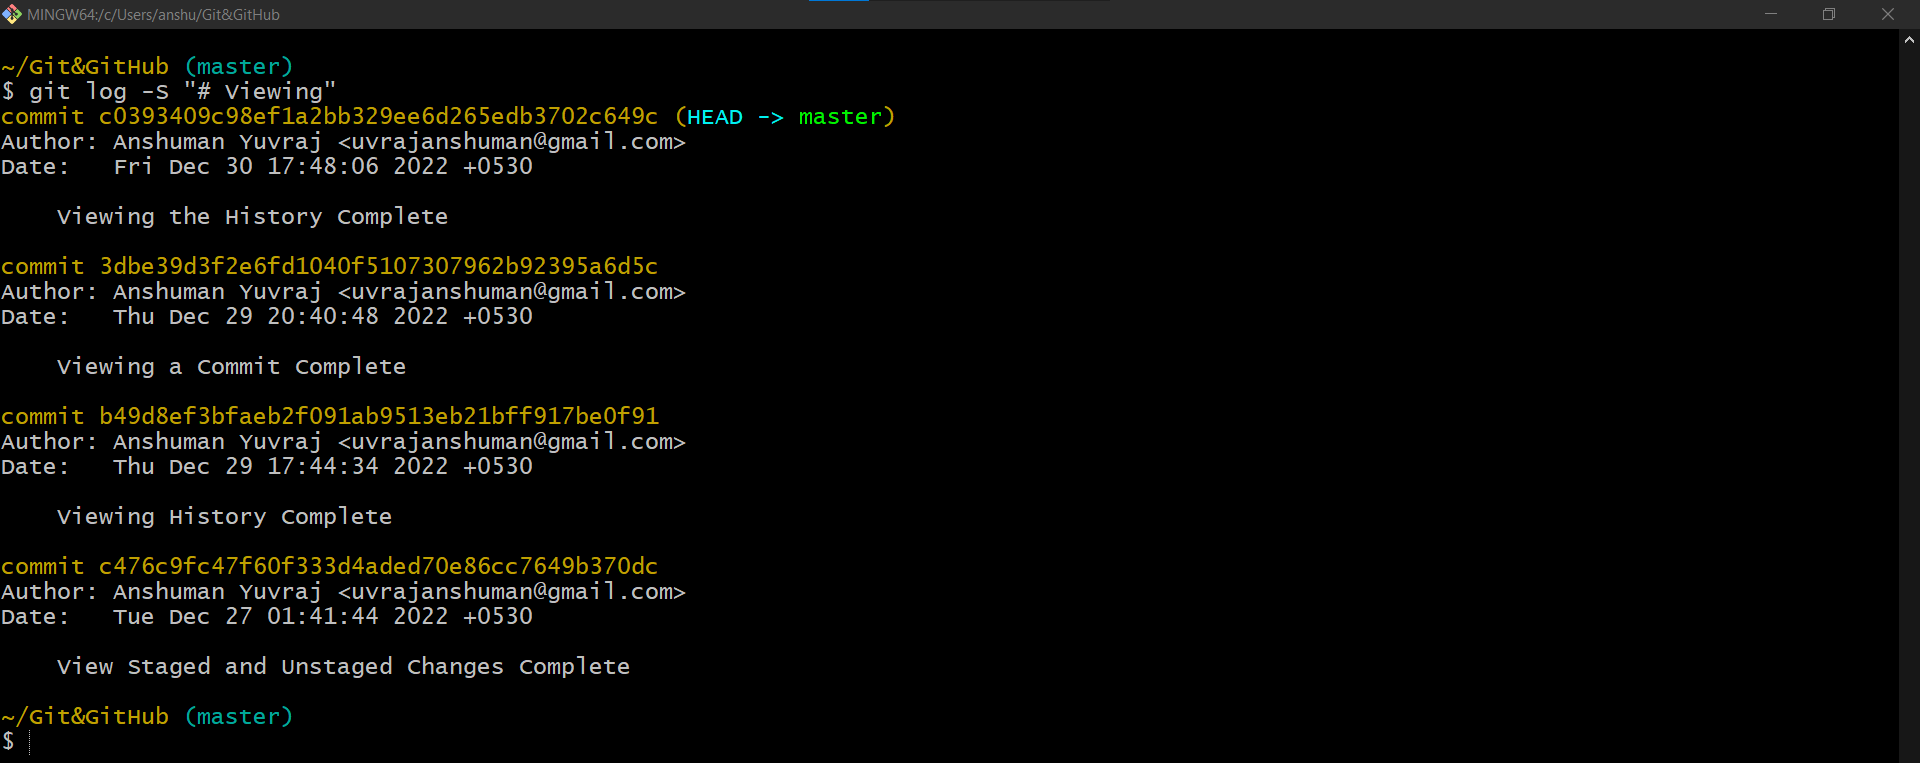 MINGW64:/c/Users/anshu/Git&GitHub
~/Git&GitHub (master)
$ git log -S "# Viewing"
commit c0393409c98ef1a2bb329ee6d265edb3702c649c (HEAD -> master)
Author: Anshuman Yuvraj <uvrajanshuman@gmail.com>
Date:   Fri Dec 30 17:48:06 2022 +0530
    Viewing the History Complete
commit 3dbe39d3f2e6fd1040f5107307962b92395a6d5c
Author: Anshuman Yuvraj <uvrajanshuman@gmail.com>
Date:   Thu Dec 29 20:40:48 2022 +0530
    Viewing a Commit Complete
commit b49d8ef3bfaeb2f091ab9513eb21bff917be0f91
Author: Anshuman Yuvraj <uvrajanshuman@gmail.com>
Date:   Thu Dec 29 17:44:34 2022 +0530
    Viewing History Complete
commit c476c9fc47f60f333d4aded70e86cc7649b370dc
Author: Anshuman Yuvraj <uvrajanshuman@gmail.com>
Date:   Tue Dec 27 01:41:44 2022 +0530
    View Staged and Unstaged Changes Complete
~/Git&GitHub (master)
$